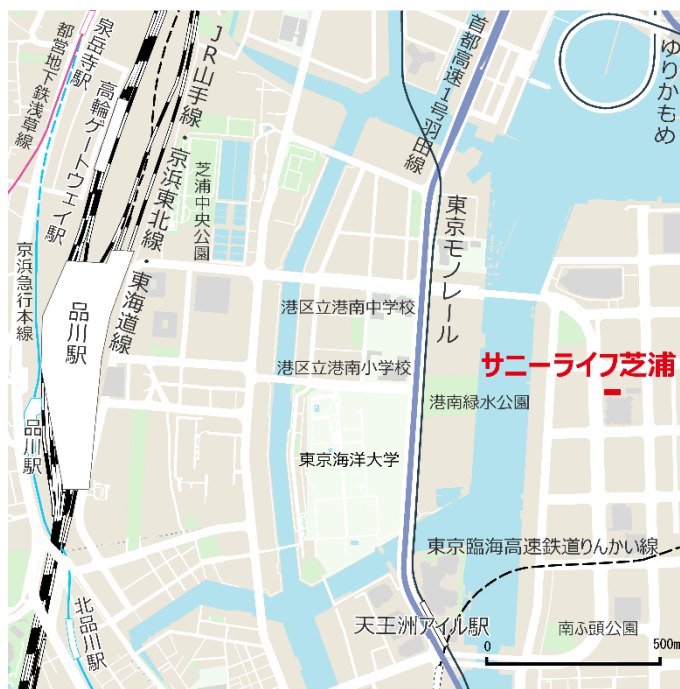 泉岳寺駅
都営地下鉄浅草線
高輪ゲートウェイ駅
JR山手線・京浜東北線・東海道線
首都高速1号羽田線
ゆりかもめ
芝浦中央公園
東京モノレール
京浜急行本線
品川駅
港区立港南中学校
港区立港南小学校
サニーライフ芝浦
港南緑水公園
品川駅
東京海洋大学
東京臨海高速鉄道りんかい線
北品川駅
天王洲アイル駅
南ふ頭公園
0 500m